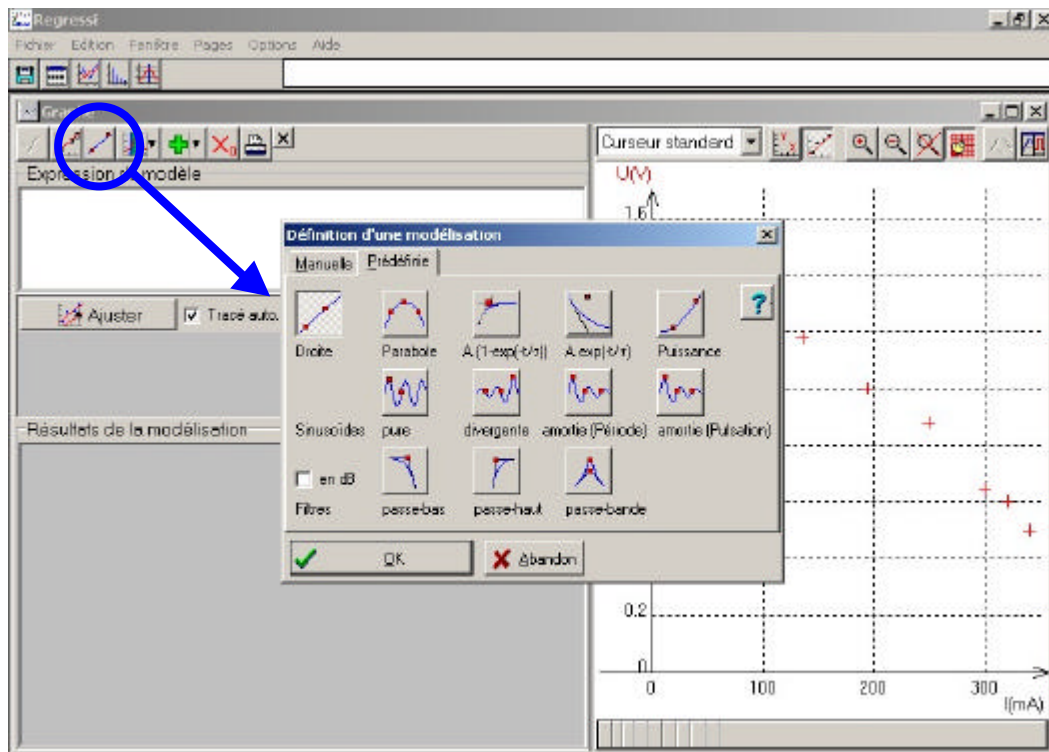 Regressi
Fichier Edition Fenêtre Pages Options Aide
Graphe
Expression du modèle
Ajuster
Tracé auto.
Résultats de la modélisation
Curseur standard
U(V)
1.6
Définition d'une modélisation
Manuelle Prédéfinie
?
Droite Parabole A.(1-exp(-t/τ)) A.exp(-t/τ) Puissance
Sinusoïdes pure divergente amortie (Période) amortie (Pulsation)
en dB
Filtres passe-bas passe-haut passe-bande
OK Abandon
0.2
0
0 100 200 300
I(mA)